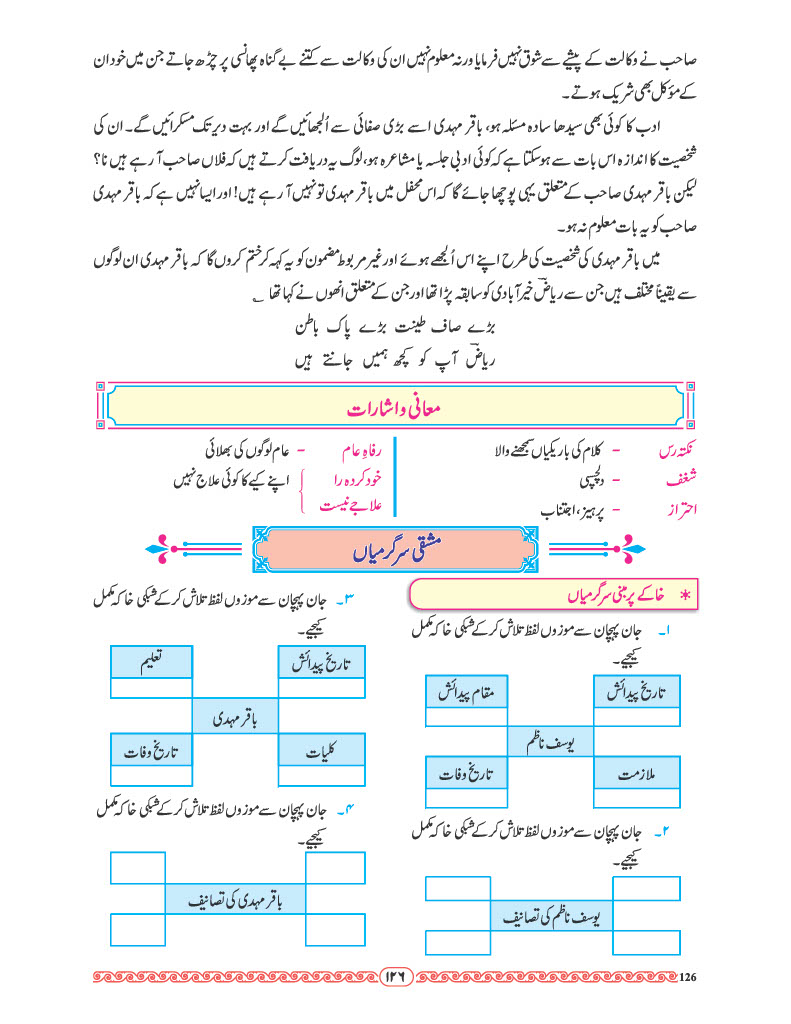 صاحب نے وکالت کے پیشے سے شوق نہیں فرمایا ورنہ معلوم نہیں ان کی وکالت سے کتنے بے گناہ پھانسی پر چڑھ جاتے جن میں خود ان
کے مؤکل بھی شریک ہوتے۔
ادب کا کوئی بھی سیدھا سادہ مسئلہ ہو، باقر مہدی اسے بڑی صفائی سے اُلجھائیں گے اور بہت دیر تک مسکرائیں گے۔ ان کی
شخصیت کا اندازہ اس بات سے ہوسکتا ہے کہ کوئی ادبی جلسہ یا مشاعرہ ہو، لوگ یہ دریافت کرتے ہیں کہ فلاں صاحب آ رہے ہیں نا؟
لیکن باقر مہدی صاحب کے متعلق یہی پوچھا جائے گا کہ اس محفل میں باقر مہدی تو نہیں آ رہے ہیں! اور ایسا نہیں ہے کہ باقر مہدی
صاحب کو یہ بات معلوم نہ ہو۔
میں باقر مہدی کی شخصیت کی طرح اپنے اس اُلجھے ہوئے اور غیر مربوط مضمون کو یہ کہہ کر ختم کروں گا کہ باقر مہدی ان لوگوں
سے یقیناً مختلف ہیں جن سے ریاضؔ خیرآبادی کو سابقہ پڑا تھا اور جن کے متعلق انھوں نے کہا تھا ؎
بڑے صاف طینت بڑے پاک باطن
ریاضؔ آپ کو کچھ ہمیں جانتے ہیں
معانی و اشارات
نکتہ رس - کلام کی باریکیاں سمجھنے والا
شغف - دلچسپی
احتراز - پرہیز، اجتناب
رفاہِ عام - عام لوگوں کی بھلائی
خود کردہ را
علاجے نیست
اپنے کیے کا کوئی علاج نہیں
مشقی سرگرمیاں
* خاکے پر مبنی سرگرمیاں
۱۔ جان پہچان سے موزوں لفظ تلاش کرکے شبکی خاکہ مکمل
کیجیے۔
تاریخ پیدائش
مقام پیدائش
یوسف ناظم
ملازمت
تاریخ وفات
۲۔ جان پہچان سے موزوں لفظ تلاش کرکے شبکی خاکہ مکمل
کیجیے۔
یوسف ناظم کی تصانیف
۳۔ جان پہچان سے موزوں لفظ تلاش کرکے شبکی خاکہ مکمل
کیجیے۔
تاریخ پیدائش
تعلیم
باقر مہدی
کلیات
تاریخ وفات
۴۔ جان پہچان سے موزوں لفظ تلاش کرکے شبکی خاکہ مکمل
کیجیے۔
باقر مہدی کی تصانیف
۱۲۶
126